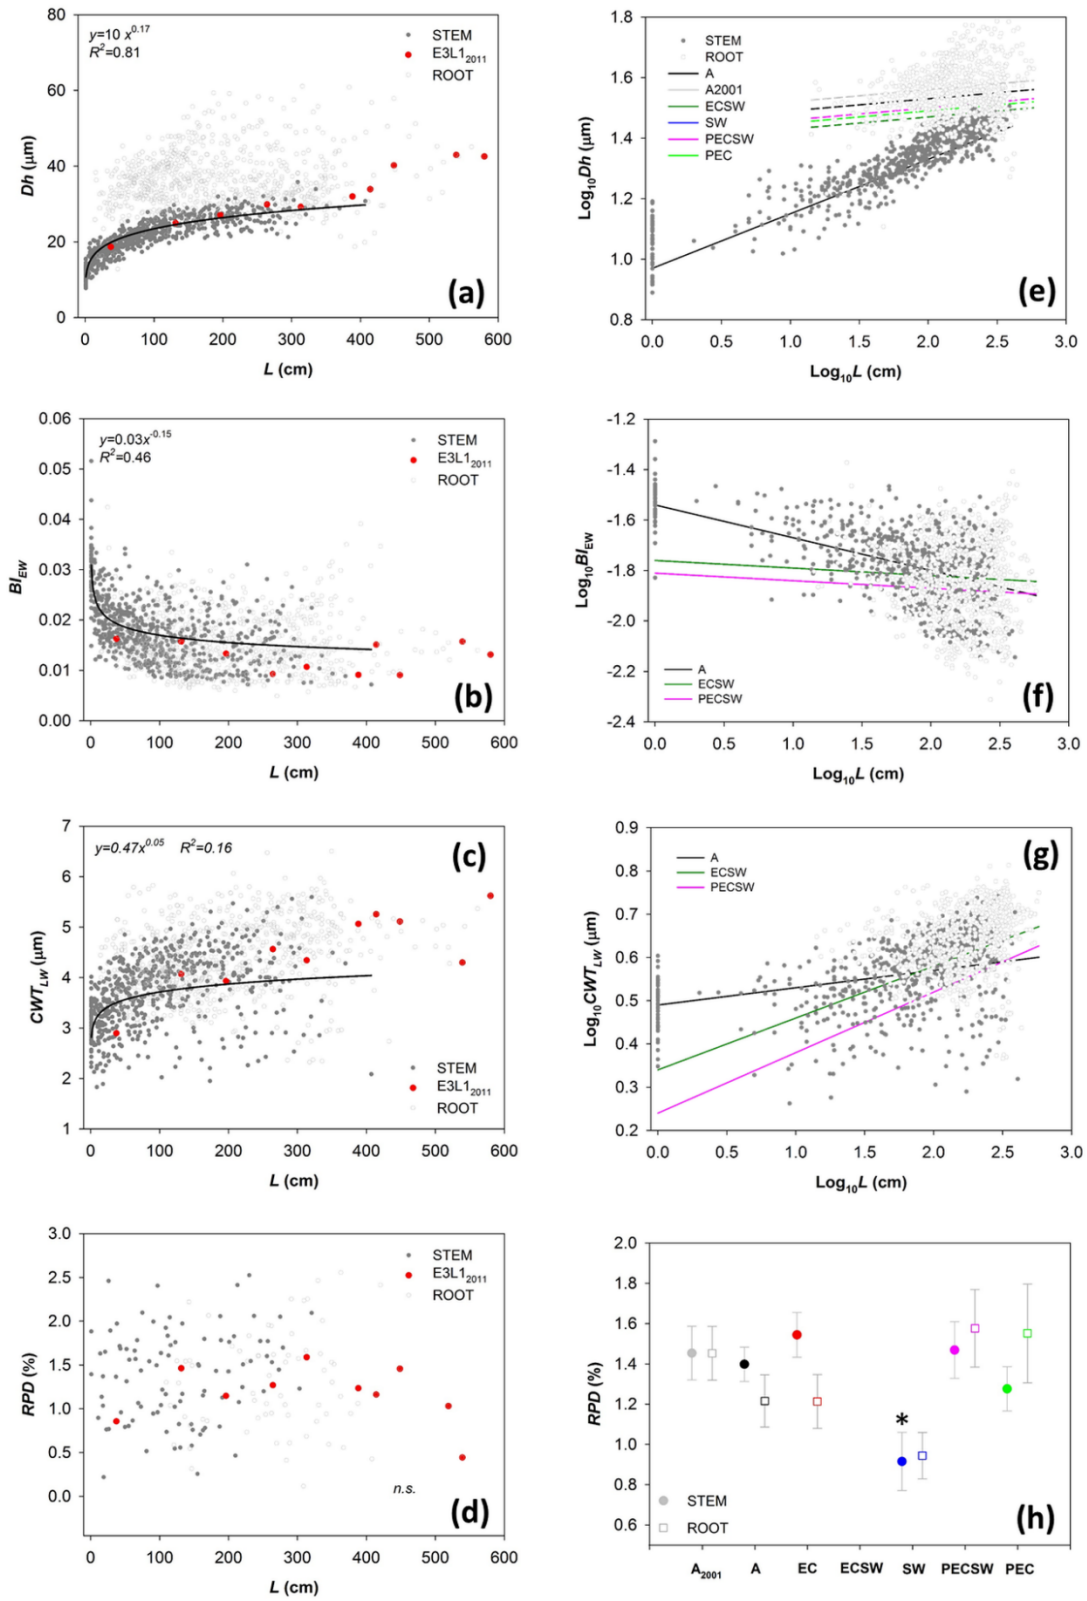 80
60
40
20
0
Dh (µm)
y=10 x^0.17
R²=0.81
STEM
E3L1₂₀₁₁
ROOT
(a)
0 100 200 300 400 500 600
L (cm)
1.8
1.6
1.4
1.2
1.0
0.8
Log₁₀Dh (µm)
STEM
ROOT
A
A2001
ECSW
SW
PECSW
PEC
(e)
0.0 0.5 1.0 1.5 2.0 2.5 3.0
Log₁₀L (cm)
0.06
0.05
0.04
0.03
0.02
0.01
0.00
BI_EW
y=0.03x^-0.15
R²=0.46
STEM
E3L1₂₀₁₁
ROOT
(b)
0 100 200 300 400 500 600
L (cm)
-1.2
-1.4
-1.6
-1.8
-2.0
-2.2
-2.4
Log₁₀BI_EW
A
ECSW
PECSW
(f)
0.0 0.5 1.0 1.5 2.0 2.5 3.0
Log₁₀L (cm)
7
6
5
4
3
2
1
CWT_LW (µm)
y=0.47x^0.05 R²=0.16
(c)
STEM
E3L1₂₀₁₁
ROOT
0 100 200 300 400 500 600
L (cm)
0.9
0.8
0.7
0.6
0.5
0.4
0.3
0.2
Log₁₀CWT_LW (µm)
A
ECSW
PECSW
(g)
0.0 0.5 1.0 1.5 2.0 2.5 3.0
Log₁₀L (cm)
3.0
2.5
2.0
1.5
1.0
0.5
0.0
RPD (%)
STEM
E3L1₂₀₁₁
ROOT
n.s.
(d)
0 100 200 300 400 500 600
L (cm)
2.0
1.8
1.6
1.4
1.2
1.0
0.8
0.6
RPD (%)
*
STEM
ROOT
(h)
A₂₀₀₁ A EC ECSW SW PECSW PEC